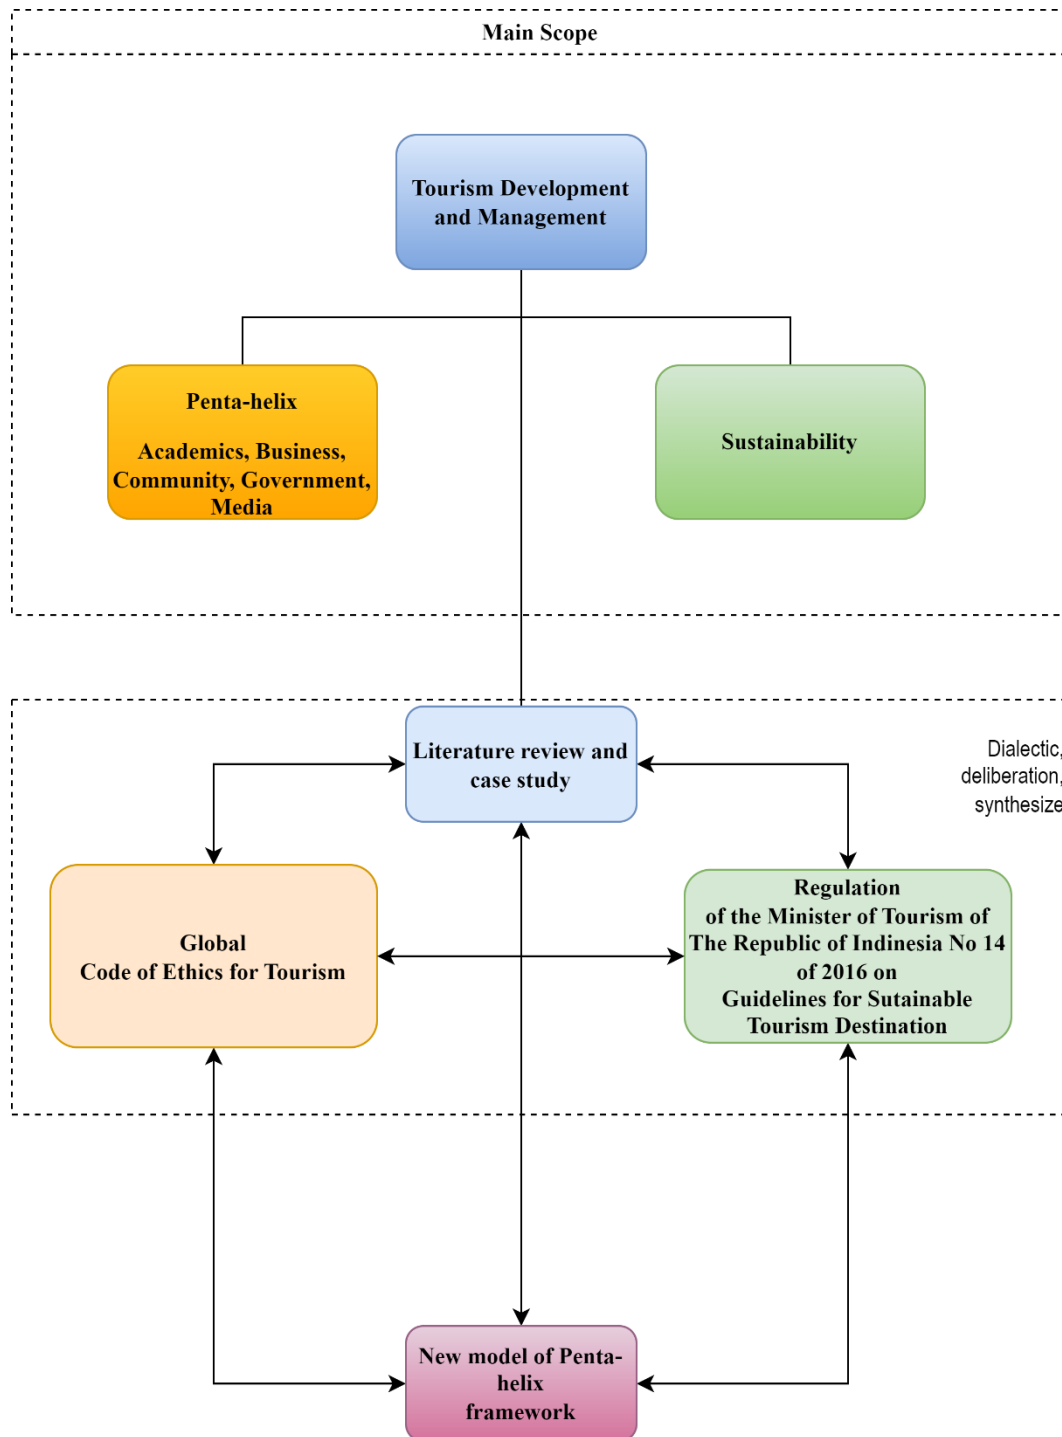 Main Scope
Tourism Development
and Management
Penta-helix
Academics, Business,
Community, Government,
Media
Sustainability
Literature review and
case study
Dialectic,
deliberation,
synthesize
Global
Code of Ethics for Tourism
Regulation
of the Minister of Tourism of
The Republic of Indinesia No 14
of 2016 on
Guidelines for Sutainable
Tourism Destination
New model of Penta-
helix
framework